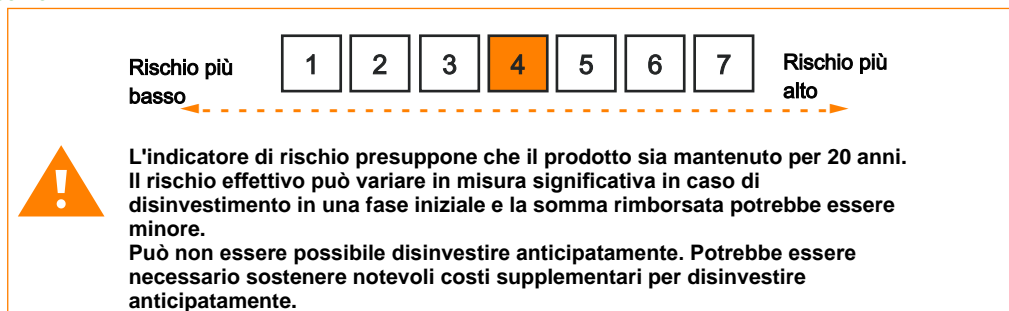 Rischio più
basso
1 2 3 4 5 6 7
Rischio più
alto
L'indicatore di rischio presuppone che il prodotto sia mantenuto per 20 anni.
Il rischio effettivo può variare in misura significativa in caso di
disinvestimento in una fase iniziale e la somma rimborsata potrebbe essere
minore.
Può non essere possibile disinvestire anticipatamente. Potrebbe essere
necessario sostenere notevoli costi supplementari per disinvestire
anticipatamente.